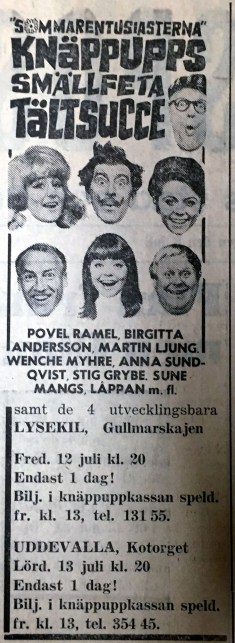 "SOMMARENTUSIASTERNA"
KNÄPPUPPS
SMÄLLFETA
TÄLTSUCCÉ
POVEL RAMEL, BIRGITTA
ANDERSSON, MARTIN LJUNG,
WENCHE MYHRE, ANNA SUND-
QVIST, STIG GRYBE, SUNE
MANGS, LÅPPAN m. fl.
samt de 4 utvecklingsbara
LYSEKIL, Gullmarskajen
Fred. 12 juli kl. 20
Endast 1 dag!
Bilj. i knäppuppkassan speld.
fr. kl. 13, tel. 131 55.
UDDEVALLA, Kotorget
Lörd. 13 juli kl. 20
Endast 1 dag!
Bilj. i knäppuppkassan speld.
fr. kl. 13, tel. 354 45.